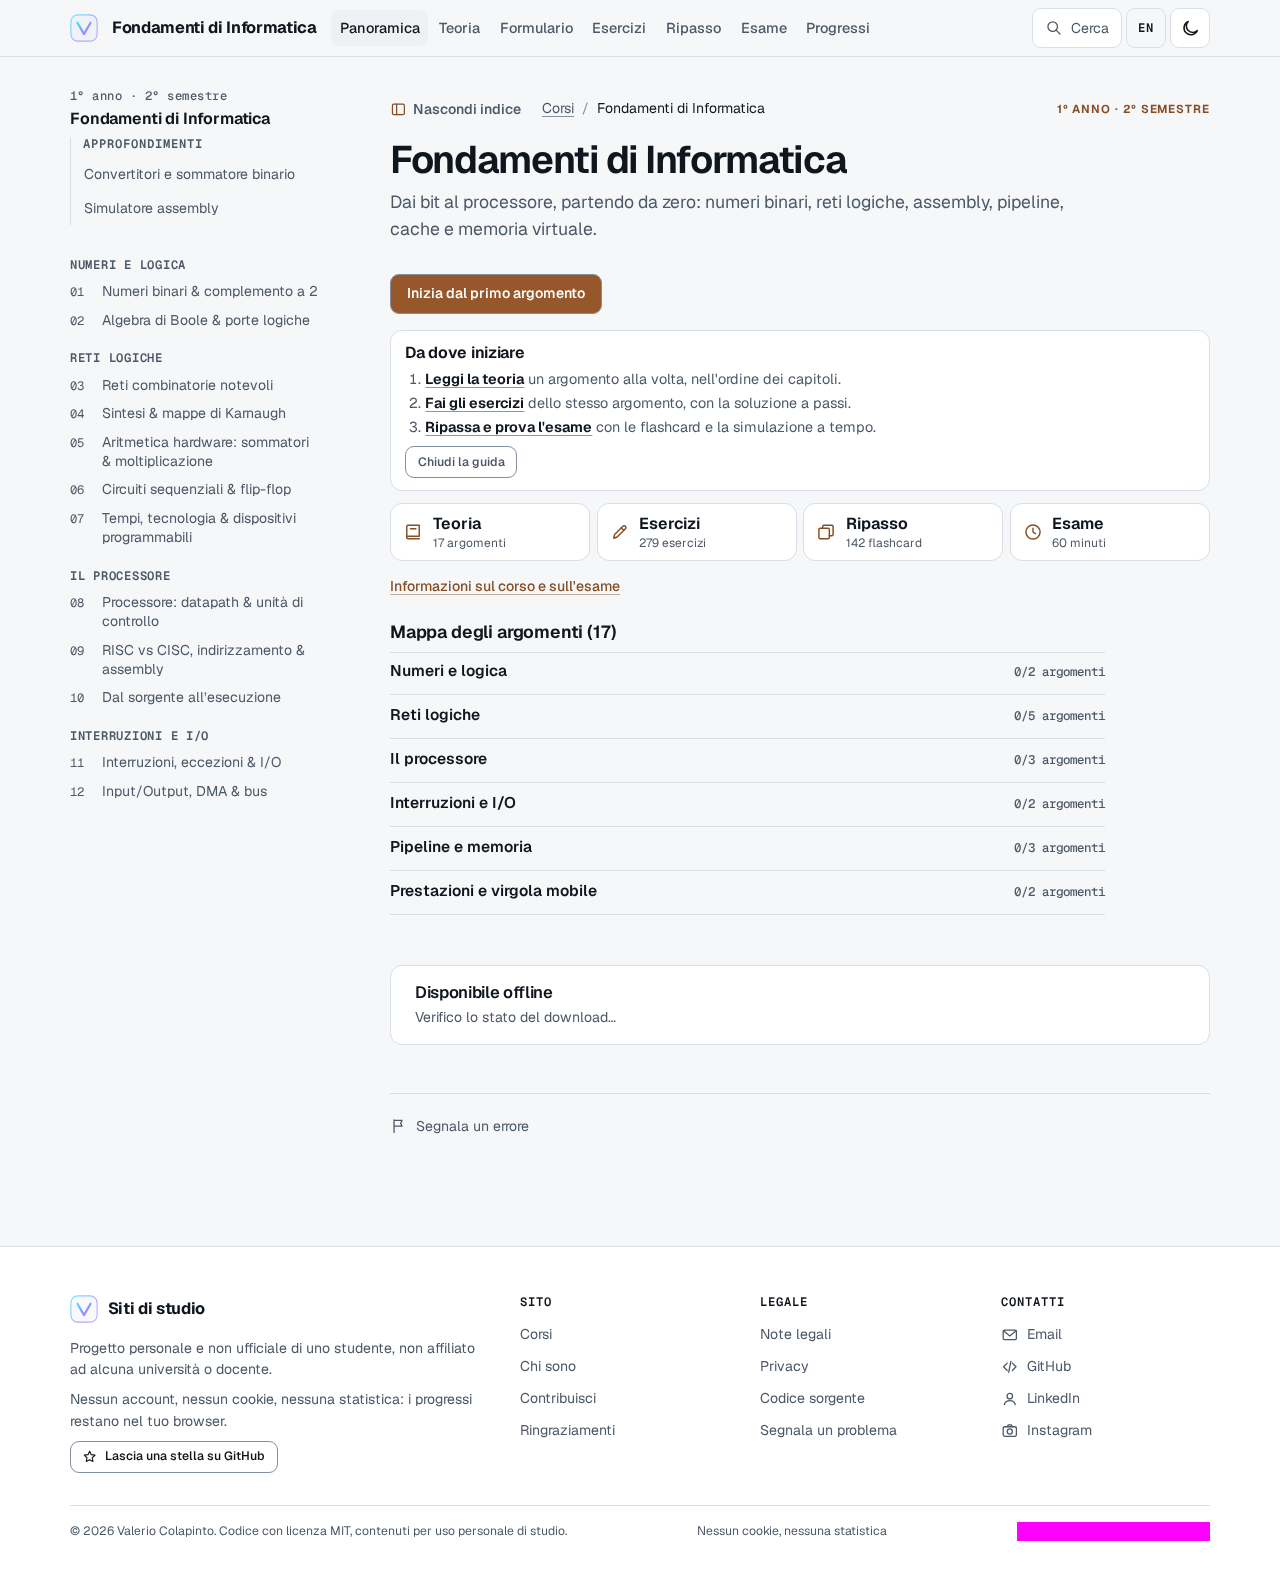 Fondamenti di Informatica
Panoramica
Teoria
Formulario
Esercizi
Ripasso
Esame
Progressi
Cerca
EN
1º anno · 2º semestre
Fondamenti di Informatica
APPROFONDIMENTI
Convertitori e sommatore binario
Simulatore assembly
NUMERI E LOGICA
01 Numeri binari & complemento a 2
02 Algebra di Boole & porte logiche
RETI LOGICHE
03 Reti combinatorie notevoli
04 Sintesi & mappe di Karnaugh
05 Aritmetica hardware: sommatori
& moltiplicazione
06 Circuiti sequenziali & flip-flop
07 Tempi, tecnologia & dispositivi
programmabili
IL PROCESSORE
08 Processore: datapath & unità di
controllo
09 RISC vs CISC, indirizzamento &
assembly
10 Dal sorgente all'esecuzione
INTERRUZIONI E I/O
11 Interruzioni, eccezioni & I/O
12 Input/Output, DMA & bus
Nascondi indice
Corsi / Fondamenti di Informatica
1º ANNO · 2º SEMESTRE
Fondamenti di Informatica
Dai bit al processore, partendo da zero: numeri binari, reti logiche, assembly, pipeline,
cache e memoria virtuale.
Inizia dal primo argomento
Da dove iniziare
1. Leggi la teoria un argomento alla volta, nell'ordine dei capitoli.
2. Fai gli esercizi dello stesso argomento, con la soluzione a passi.
3. Ripassa e prova l'esame con le flashcard e la simulazione a tempo.
Chiudi la guida
Teoria
17 argomenti
Esercizi
279 esercizi
Ripasso
142 flashcard
Esame
60 minuti
Informazioni sul corso e sull'esame
Mappa degli argomenti (17)
Numeri e logica 0/2 argomenti
Reti logiche 0/5 argomenti
Il processore 0/3 argomenti
Interruzioni e I/O 0/2 argomenti
Pipeline e memoria 0/3 argomenti
Prestazioni e virgola mobile 0/2 argomenti
Disponibile offline
Verifico lo stato del download…
Segnala un errore
Siti di studio
Progetto personale e non ufficiale di uno studente, non affiliato
ad alcuna università o docente.
Nessun account, nessun cookie, nessuna statistica: i progressi
restano nel tuo browser.
Lascia una stella su GitHub
SITO
Corsi
Chi sono
Contribuisci
Ringraziamenti
LEGALE
Note legali
Privacy
Codice sorgente
Segnala un problema
CONTATTI
Email
GitHub
LinkedIn
Instagram
© 2026 Valerio Colapinto. Codice con licenza MIT, contenuti per uso personale di studio.
Nessun cookie, nessuna statistica